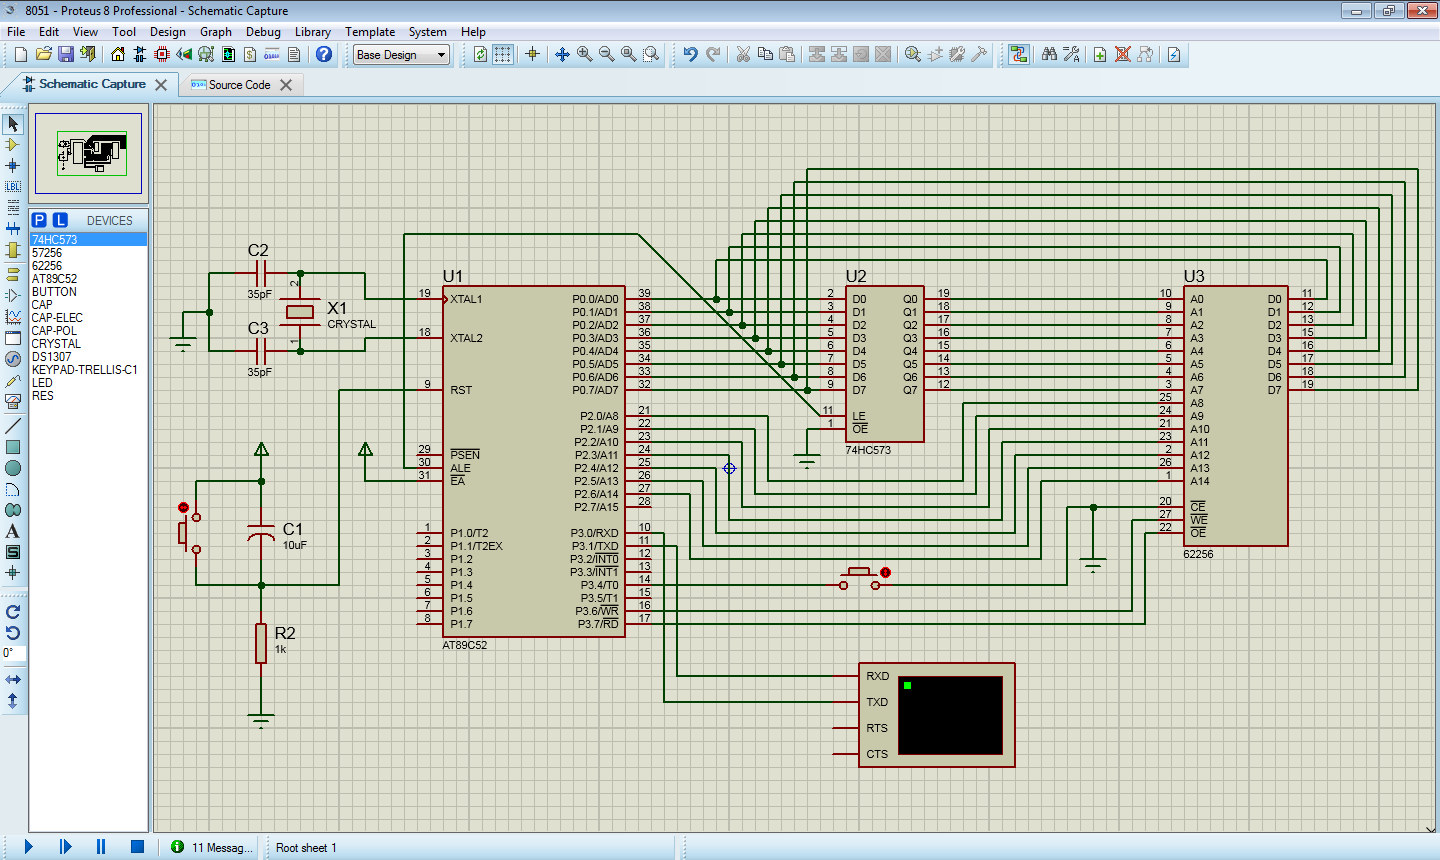 8051 - Proteus 8 Professional - Schematic Capture
File Edit View Tool Design Graph Debug Library Template System Help
Base Design
Schematic Capture
Source Code
P L DEVICES
74HC573
57256
62256
AT89C52
BUTTON
CAP
CAP-ELEC
CAP-POL
CRYSTAL
CRYSTAL
DS1307
KEYPAD-TRELLIS-C1
LED
RES
LBL
A
S
0°
C2
35pF
C3
35pF
2
1
X1
CRYSTAL
C1
10uF
R2
1k
U1
19 XTAL1
18 XTAL2
9 RST
29 PSEN
30 ALE
31 EA
1 P1.0/T2
2 P1.1/T2EX
3 P1.2
4 P1.3
5 P1.4
6 P1.5
7 P1.6
8 P1.7
P0.0/AD0 39
P0.1/AD1 38
P0.2/AD2 37
P0.3/AD3 36
P0.4/AD4 35
P0.5/AD5 34
P0.6/AD6 33
P0.7/AD7 32
P2.0/A8 21
P2.1/A9 22
P2.2/A10 23
P2.3/A11 24
P2.4/A12 25
P2.5/A13 26
P2.6/A14 27
P2.7/A15 28
P3.0/RXD 10
P3.1/TXD 11
P3.2/INT0 12
P3.3/INT1 13
P3.4/T0 14
P3.5/T1 15
P3.6/WR 16
P3.7/RD 17
AT89C52
U2
2 D0 Q0 19
3 D1 Q1 18
4 D2 Q2 17
5 D3 Q3 16
6 D4 Q4 15
7 D5 Q5 14
8 D6 Q6 13
9 D7 Q7 12
11 LE
1 OE
74HC573
U3
10 A0 D0 11
9 A1 D1 12
8 A2 D2 13
7 A3 D3 15
6 A4 D4 16
5 A5 D5 17
4 A6 D6 18
3 A7 D7 19
25 A8
24 A9
21 A10
23 A11
2 A12
26 A13
1 A14
20 CE
27 WE
22 OE
62256
RXD
TXD
RTS
CTS
11 Messag...
Root sheet 1